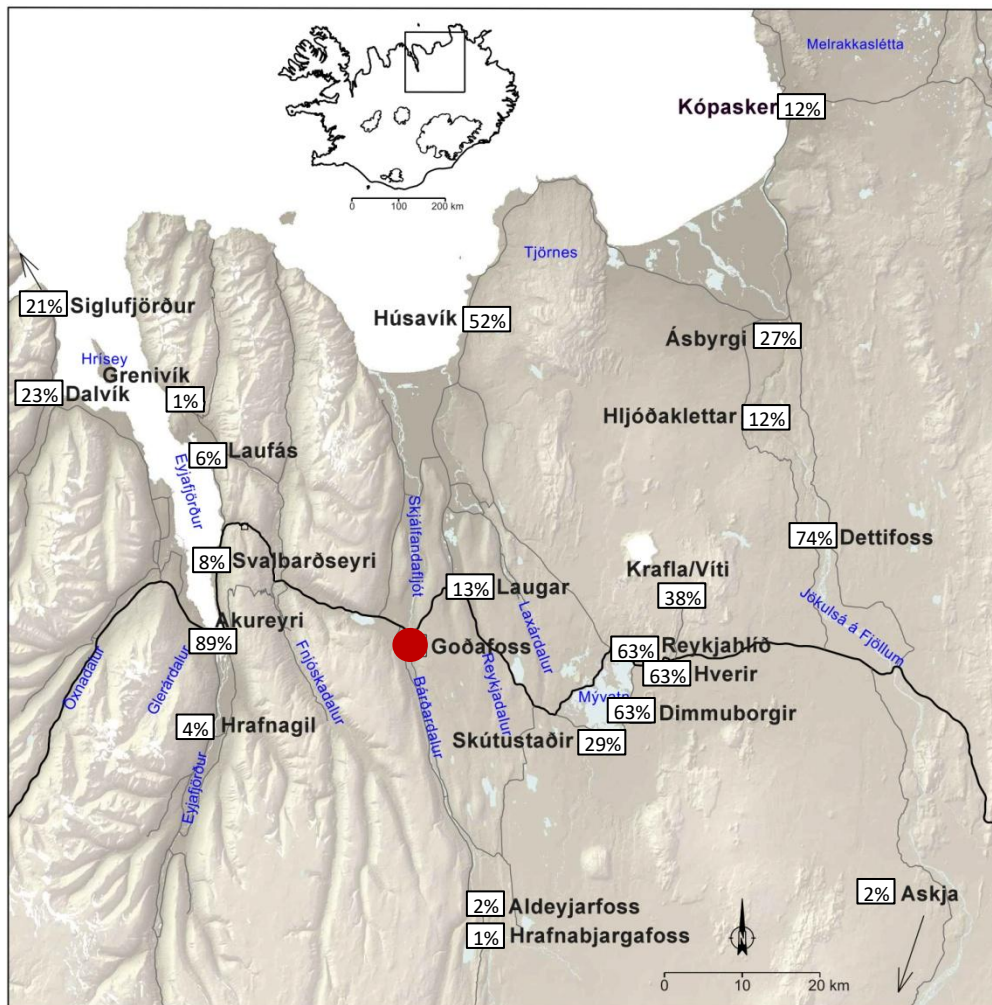 Melrakkaslétta
Kópasker 12%
0 100 200 km
Tjörnes
21% Siglufjörður
Húsavík 52%
Ásbyrgi 27%
Hrísey
Grenivík
23% Dalvík
1%
Hljóðaklettar 12%
6% Laufás
Eyjafjörður
Skjálfandafljót
74% Dettifoss
8% Svalbarðseyri
Krafla/Víti
38%
13% Laugar
Laxárdalur
Jökulsá á Fjöllum
Akureyri
89%
Öxnadalur
Glerárdalur
Fnjóskadalur
Goðafoss
Reykjadalur
63% Reykjahlíð
63% Hverir
Mývatn
63% Dimmuborgir
Bárðardalur
4% Hrafnagil
Skútustaðir 29%
Eyjafjörður
2% Askja
2% Aldeyjarfoss
1% Hrafnabjargafoss
0 10 20 km